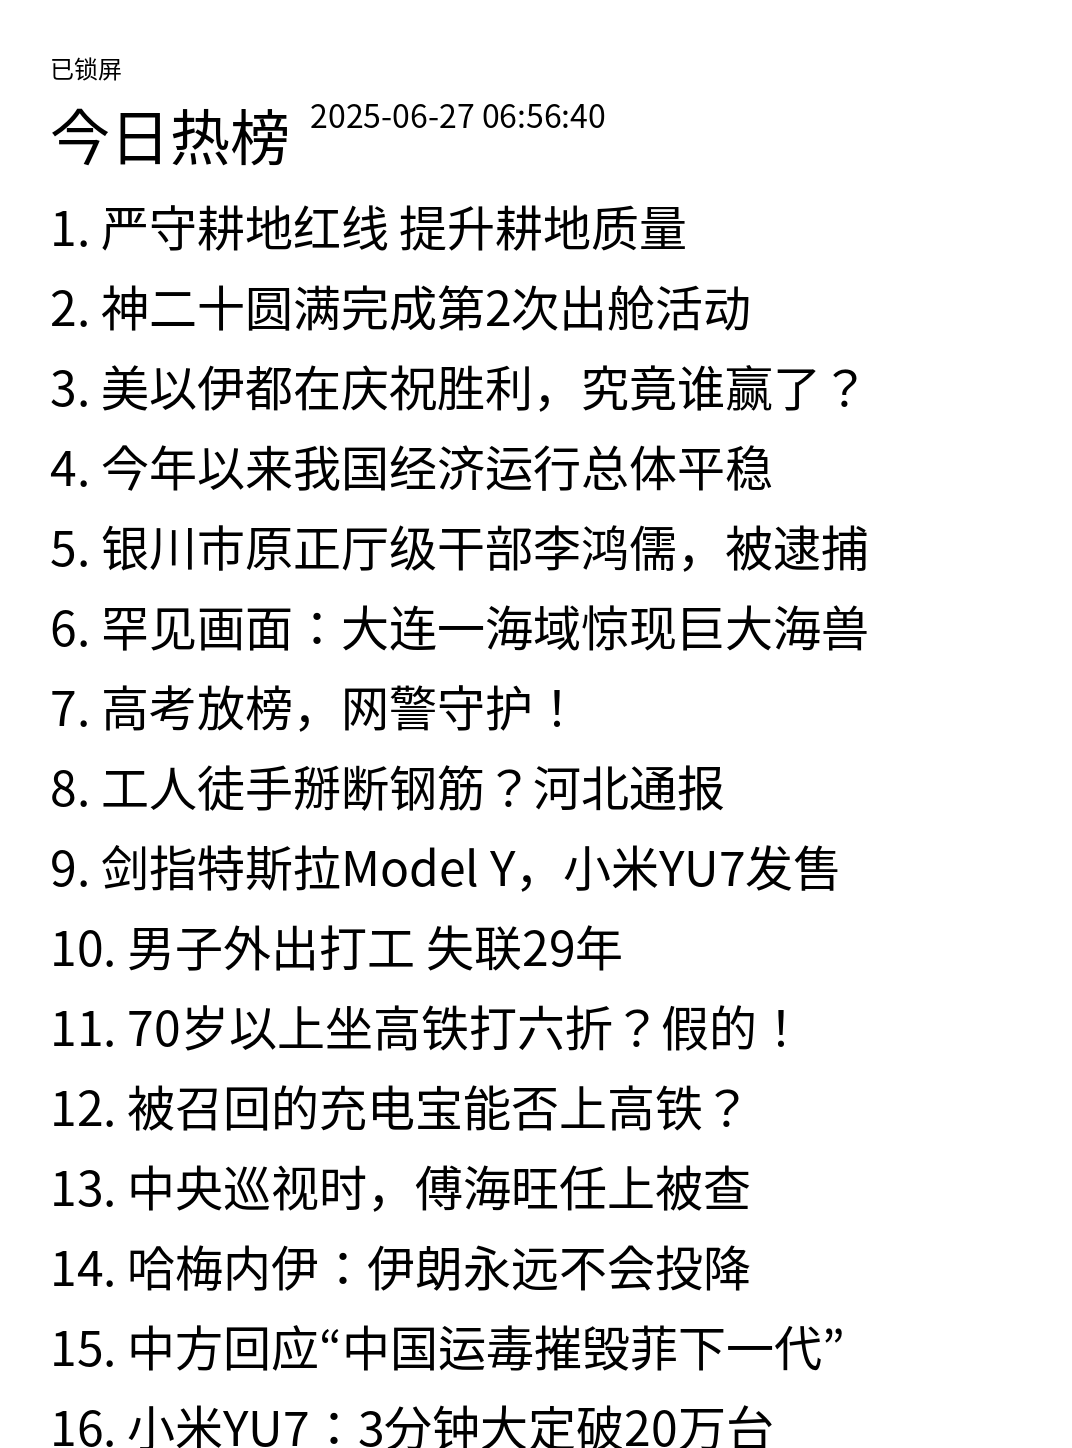 已锁屏
今日热榜 2025-06-27 06:56:40
1. 严守耕地红线 提升耕地质量
2. 神二十圆满完成第2次出舱活动
3. 美以伊都在庆祝胜利，究竟谁赢了？
4. 今年以来我国经济运行总体平稳
5. 银川市原正厅级干部李鸿儒，被逮捕
6. 罕见画面：大连一海域惊现巨大海兽
7. 高考放榜，网警守护！
8. 工人徒手掰断钢筋？河北通报
9. 剑指特斯拉Model Y，小米YU7发售
10. 男子外出打工 失联29年
11. 70岁以上坐高铁打六折？假的！
12. 被召回的充电宝能否上高铁？
13. 中央巡视时，傅海旺任上被查
14. 哈梅内伊：伊朗永远不会投降
15. 中方回应“中国运毒摧毁菲下一代”
16. 小米YU7：3分钟大定破20万台